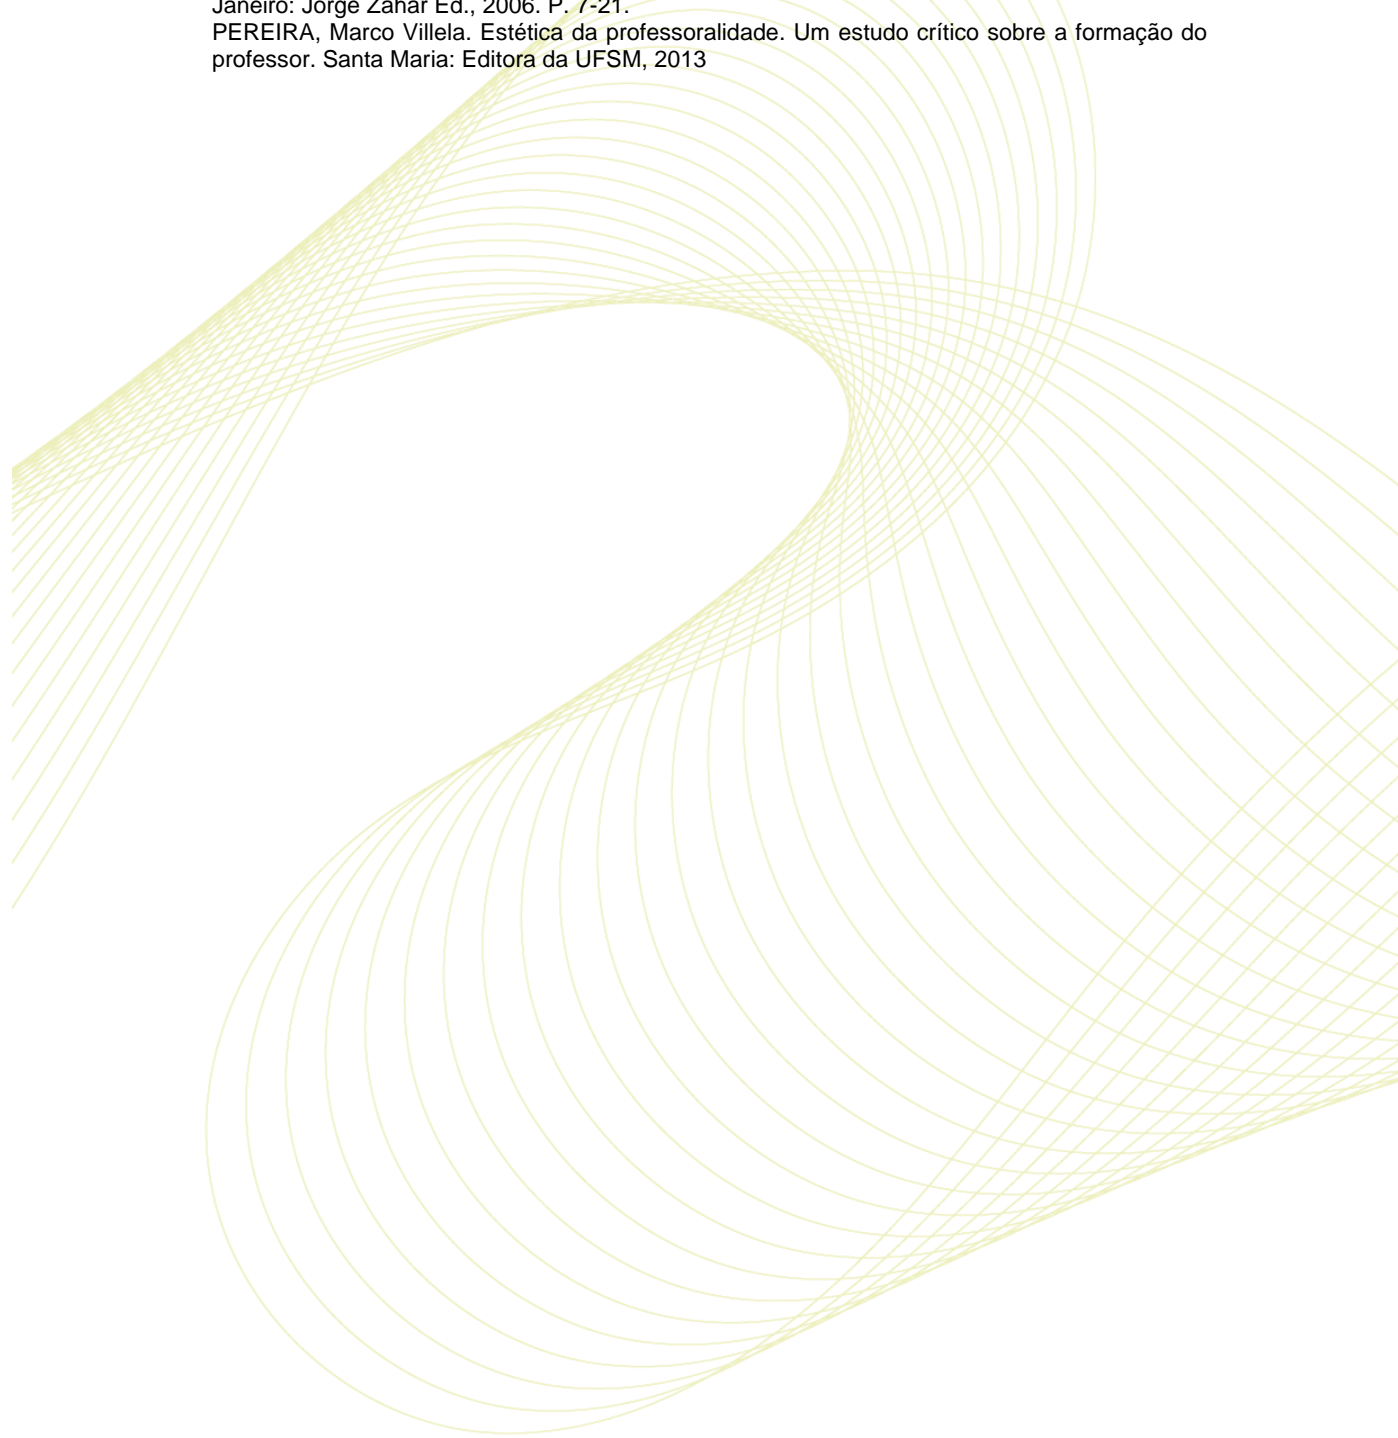 Janeiro: Jorge Zahar Ed., 2006. P. 7-21.
PEREIRA, Marco Villela. Estética da professoralidade. Um estudo crítico sobre a formação do
professor. Santa Maria: Editora da UFSM, 2013